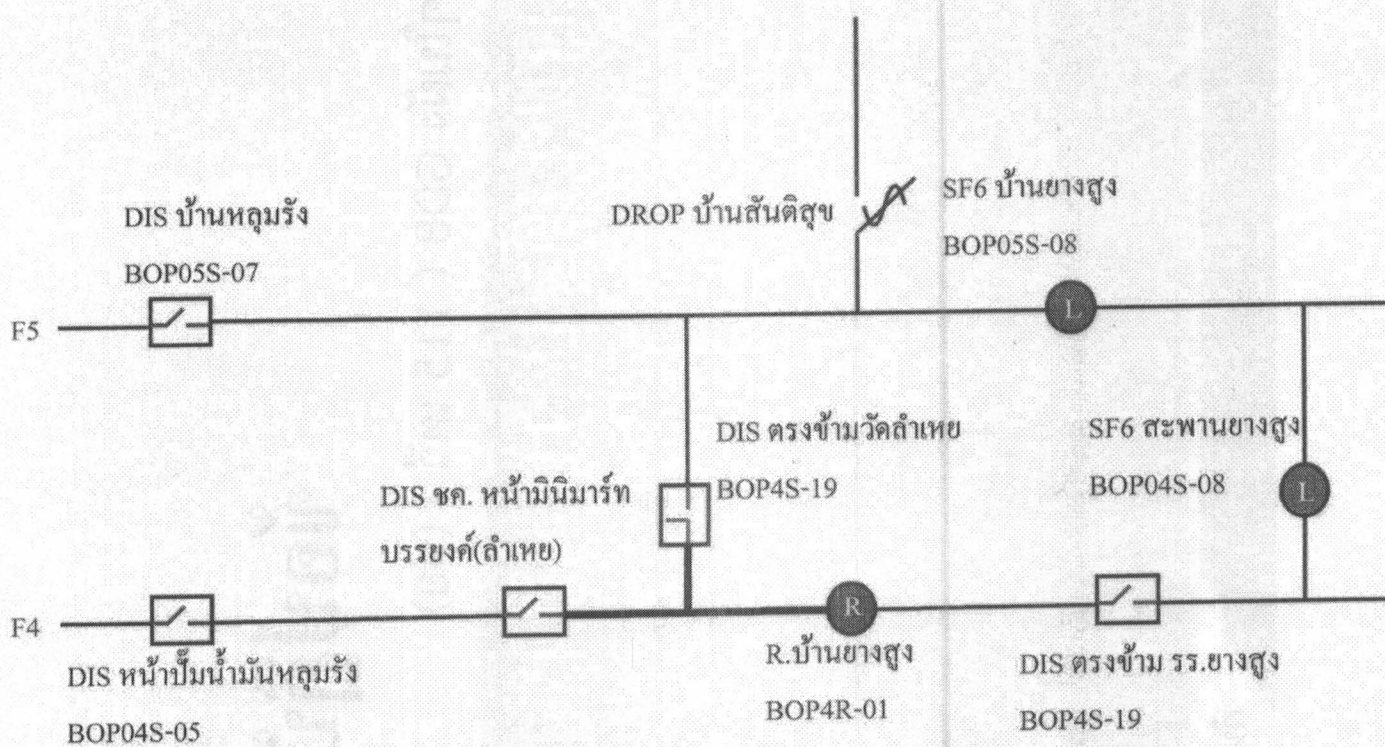 DROP บ้านสันติสุข
SF6 บ้านยางสูง
BOP05S-08
DIS บ้านหลุมรัง
BOP05S-07
L
F5
DIS ตรงข้ามวัดลำเหย
BOP4S-19
SF6 สะพานยางสูง
BOP04S-08
L
DIS ชค. หน้ามินิมาร์ท
บรรยงค์(ลำเหย)
F4
R
DIS หน้าปั๊มน้ำมันหลุมรัง
BOP04S-05
R.บ้านยางสูง
BOP4R-01
DIS ตรงข้าม รร.ยางสูง
BOP4S-19